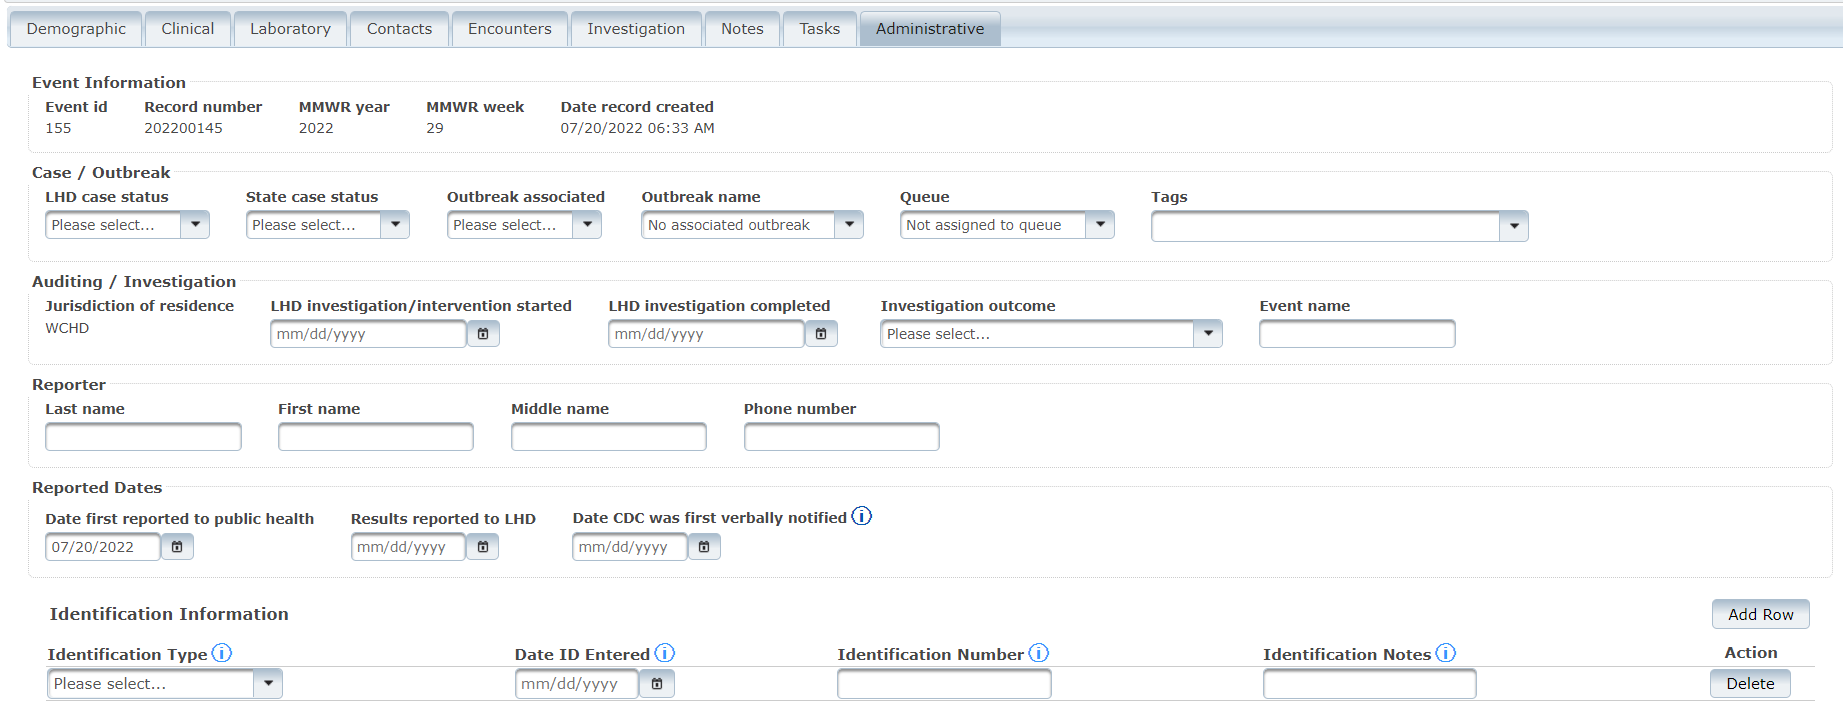 Demographic Clinical Laboratory Contacts Encounters Investigation Notes Tasks Administrative
Event Information
Event id Record number MMWR year MMWR week Date record created
155 202200145 2022 29 07/20/2022 06:33 AM
Case / Outbreak
LHD case status State case status Outbreak associated Outbreak name Queue Tags
Please select... Please select... Please select... No associated outbreak Not assigned to queue
Auditing / Investigation
Jurisdiction of residence LHD investigation/intervention started LHD investigation completed Investigation outcome Event name
WCHD mm/dd/yyyy mm/dd/yyyy Please select...
Reporter
Last name First name Middle name Phone number
Reported Dates
Date first reported to public health Results reported to LHD Date CDC was first verbally notified
07/20/2022 mm/dd/yyyy mm/dd/yyyy
Identification Information Add Row
Identification Type Date ID Entered Identification Number Identification Notes Action
Please select... mm/dd/yyyy Delete